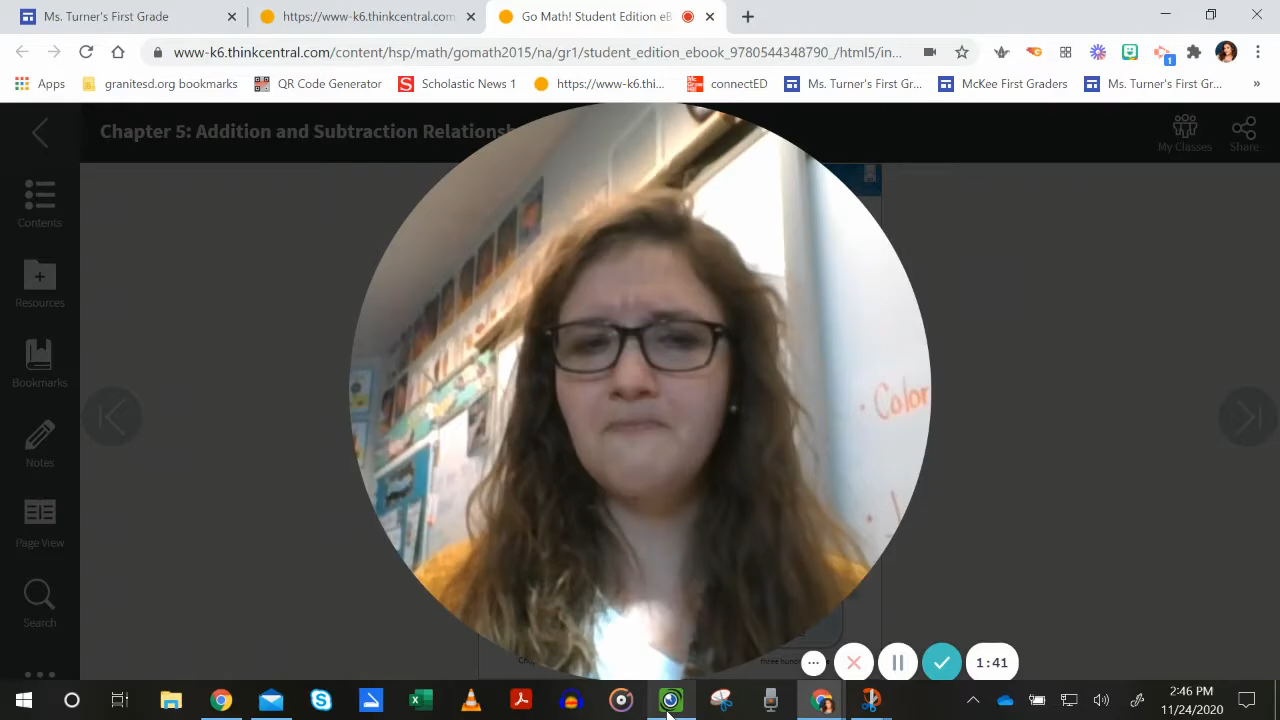 Ms. Turner's First Grade
https://www-k6.thinkcentral.com
Go Math! Student Edition eB
www-k6.thinkcentral.com/content/hsp/math/gomath2015/na/gr1/student_edition_ebook_9780544348790_/html5/in...
1
Apps
granitesdorg bookmarks
QR Code Generator
Scholastic News 1
https://www-k6.thi...
connectED
Ms. Turner's First Gr...
McKee First Graders
Ms. Turner's First Gr...
»
Chapter 5: Addition and Subtraction Relationsh
My Classes
Share
Contents
Resources
Bookmarks
Notes
Page View
Search
• Color
three hund
1:41
2:46 PM
11/24/2020